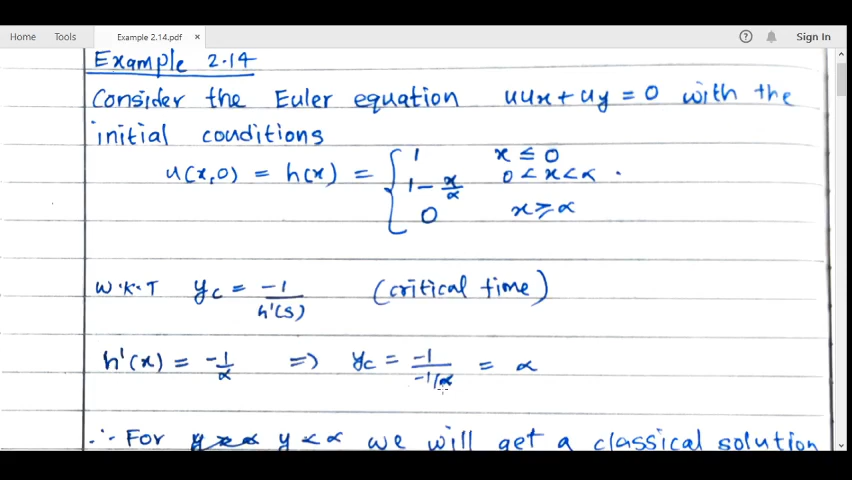 Home Tools Example 2.14.pdf × Sign In
Example 2.14
Consider the Euler equation uux + uy = 0 with the
initial conditions
u(x,0) = h(x) = { 1 x ≤ 0
1 - x/α 0 < x < α .
0 x ≥ α
W.K.T yc = -1/h'(s) (critical time)
h'(x) = -1/α => yc = -1/-1/α = α
∴ For y < α we will get a classical solution